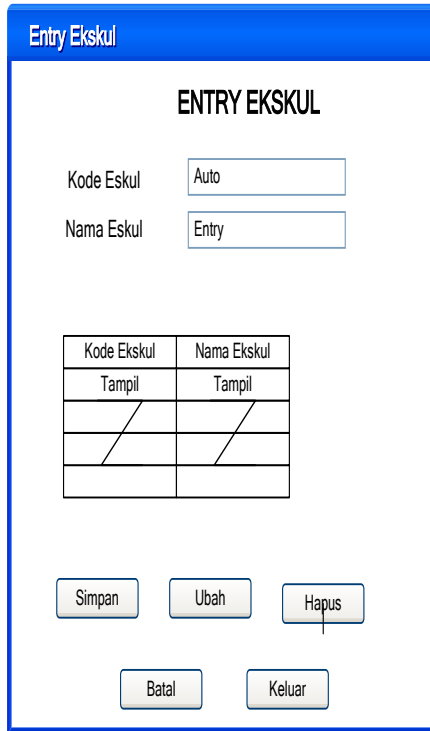 Entry Ekskul
ENTRY EKSKUL
Kode Eskul Auto
Nama Eskul Entry
Kode Ekskul Nama Ekskul
Tampil Tampil
Simpan Ubah Hapus
Batal Keluar